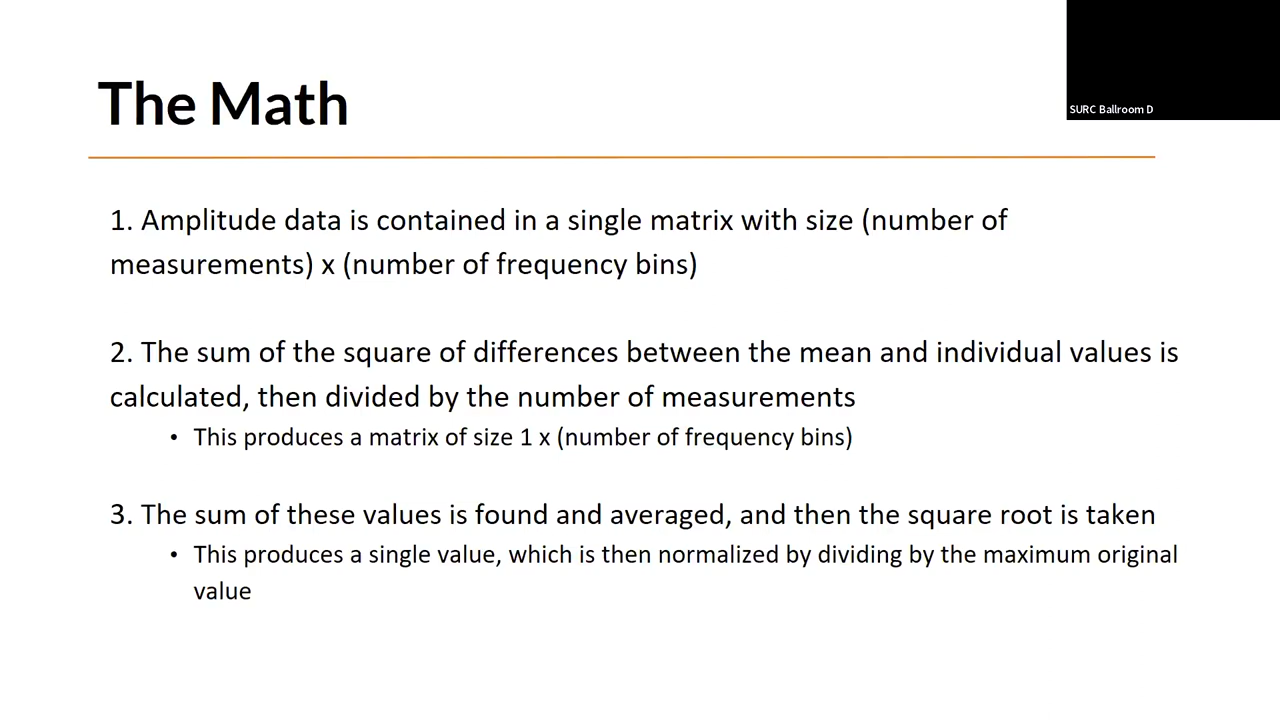 The Math
SURC Ballroom D
1. Amplitude data is contained in a single matrix with size (number of
measurements) x (number of frequency bins)
2. The sum of the square of differences between the mean and individual values is
calculated, then divided by the number of measurements
• This produces a matrix of size 1 x (number of frequency bins)
3. The sum of these values is found and averaged, and then the square root is taken
• This produces a single value, which is then normalized by dividing by the maximum original
value